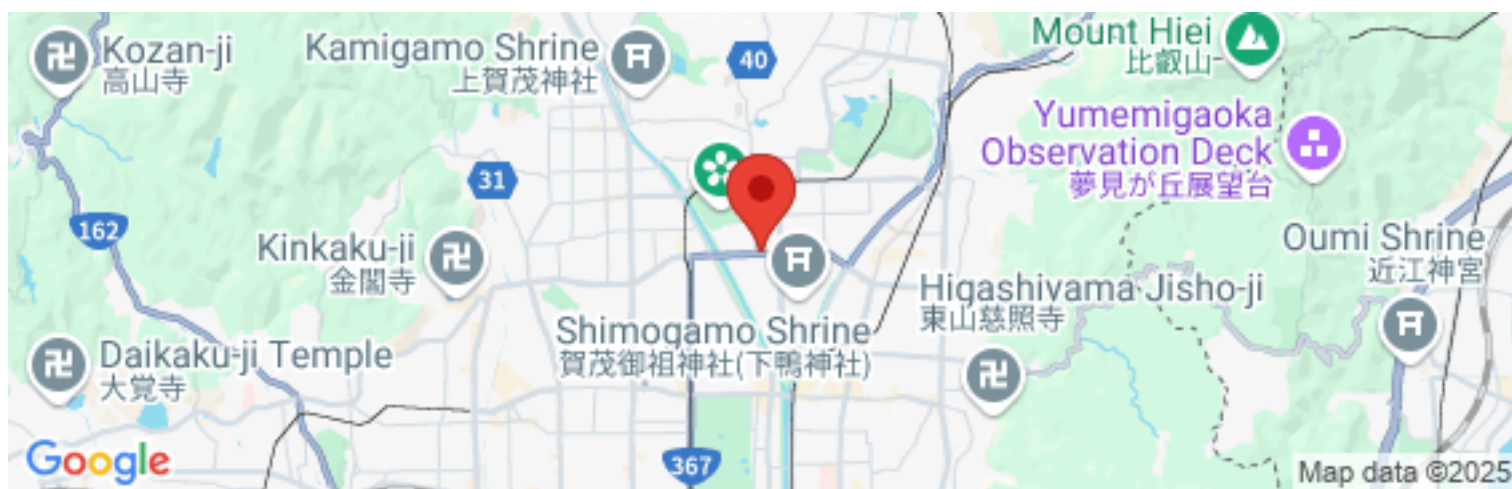 Kozan-ji
高山寺
Kamigamo Shrine
上賀茂神社
40
Mount Hiei
比叡山
Yumemigaoka
Observation Deck
夢見が丘展望台
31
162
Kinkaku-ji
金閣寺
Oumi Shrine
近江神宮
Higashiyama Jisho-ji
東山慈照寺
Shimogamo Shrine
賀茂御祖神社(下鴨神社)
Daikaku-ji Temple
大覚寺
367
Google
Map data ©2025